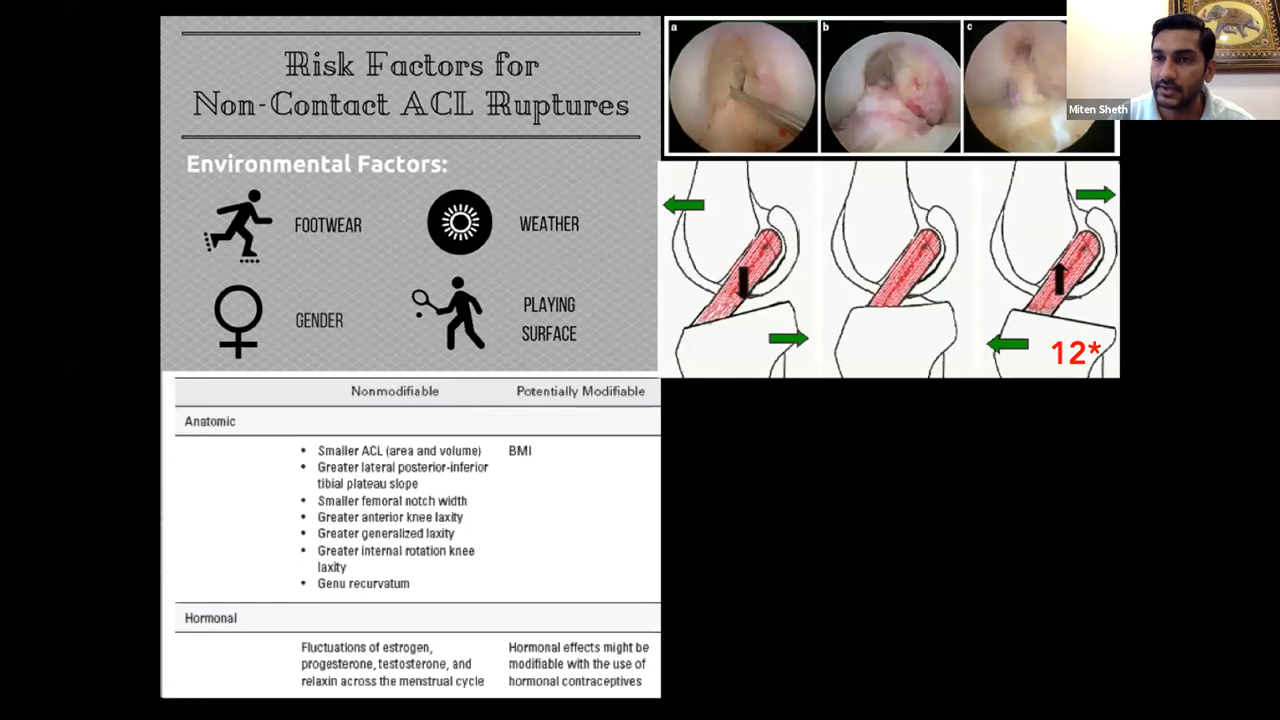 Risk Factors for
Non-Contact ACL Ruptures
Environmental Factors:
FOOTWEAR
WEATHER
GENDER
PLAYING
SURFACE
a
b
c
Miten Sheth
12*
Nonmodifiable
Potentially Modifiable
Anatomic
• Smaller ACL (area and volume)
• Greater lateral posterior-inferior
tibial plateau slope
• Smaller femoral notch width
• Greater anterior knee laxity
• Greater generalized laxity
• Greater internal rotation knee
laxity
• Genu recurvatum
BMI
Hormonal
Fluctuations of estrogen,
progesterone, testosterone, and
relaxin across the menstrual cycle
Hormonal effects might be
modifiable with the use of
hormonal contraceptives